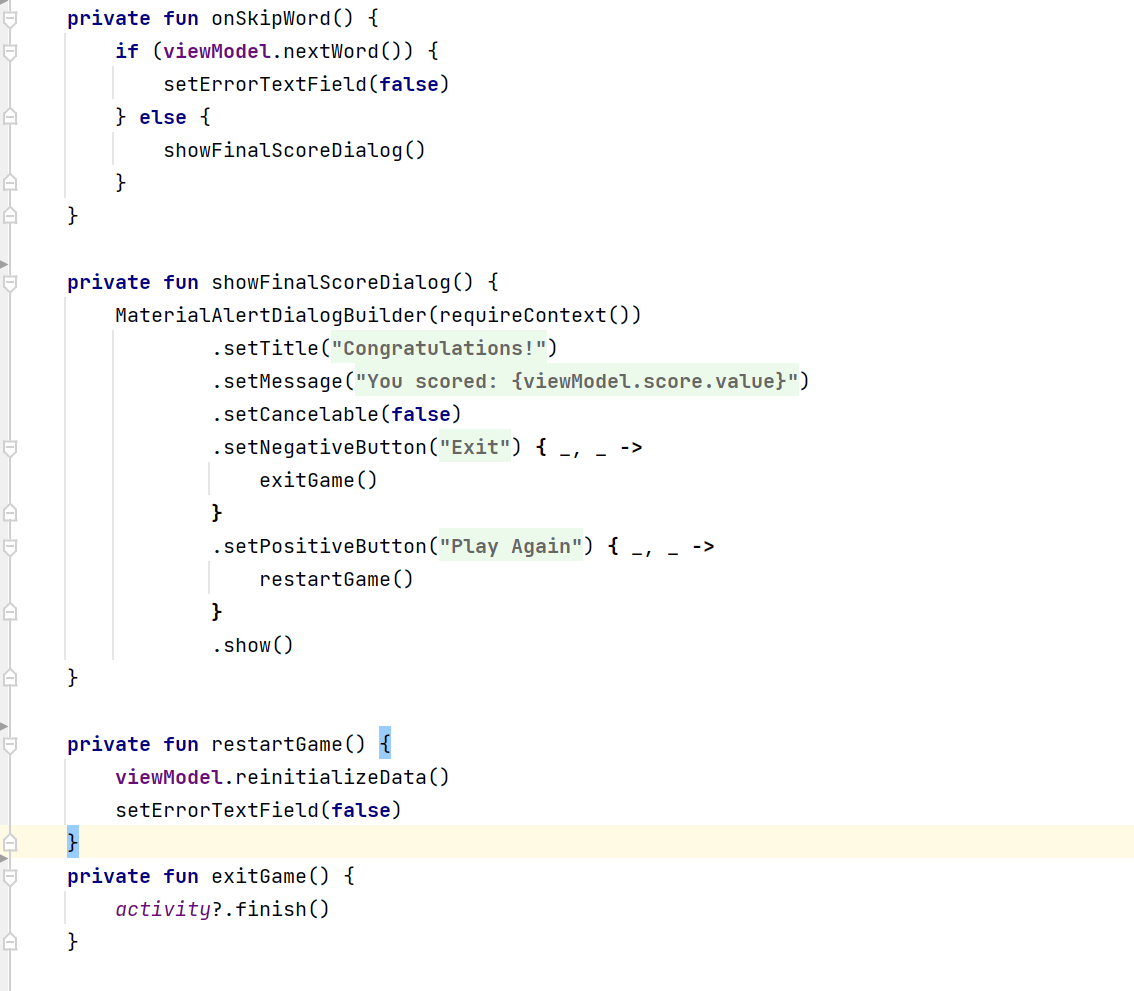 private fun onSkipWord() {
    if (viewModel.nextWord()) {
        setErrorTextField(false)
    } else {
        showFinalScoreDialog()
    }
}

private fun showFinalScoreDialog() {
    MaterialAlertDialogBuilder(requireContext())
            .setTitle("Congratulations!")
            .setMessage("You scored: {viewModel.score.value}")
            .setCancelable(false)
            .setNegativeButton("Exit") { _, _ ->
                exitGame()
            }
            .setPositiveButton("Play Again") { _, _ ->
                restartGame()
            }
            .show()
}

private fun restartGame() {
    viewModel.reinitializeData()
    setErrorTextField(false)
}
private fun exitGame() {
    activity?.finish()
}